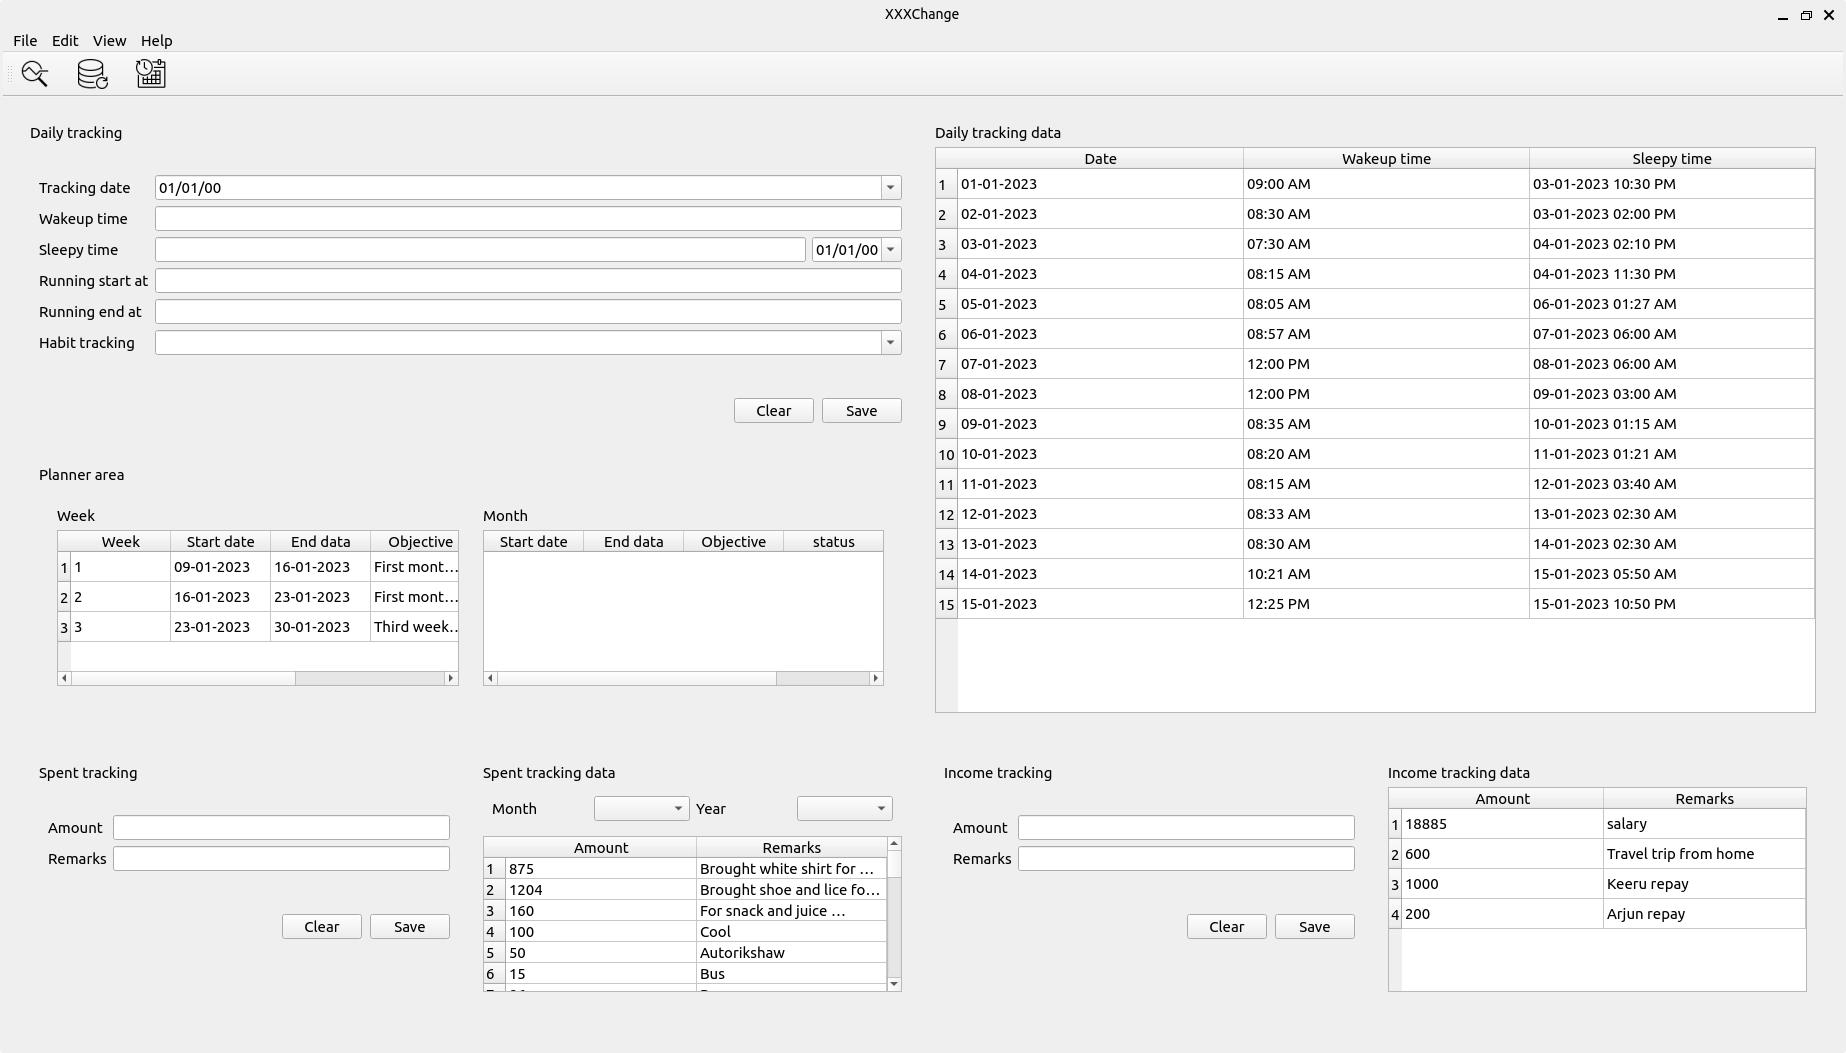 XXXChange
File Edit View Help
Daily tracking
Tracking date 01/01/00
Wakeup time
Sleepy time 01/01/00
Running start at
Running end at
Habit tracking
Clear Save
Daily tracking data
Date Wakeup time Sleepy time
1 01-01-2023 09:00 AM 03-01-2023 10:30 PM
2 02-01-2023 08:30 AM 03-01-2023 02:00 PM
3 03-01-2023 07:30 AM 04-01-2023 02:10 PM
4 04-01-2023 08:15 AM 04-01-2023 11:30 PM
5 05-01-2023 08:05 AM 06-01-2023 01:27 AM
6 06-01-2023 08:57 AM 07-01-2023 06:00 AM
7 07-01-2023 12:00 PM 08-01-2023 06:00 AM
8 08-01-2023 12:00 PM 09-01-2023 03:00 AM
9 09-01-2023 08:35 AM 10-01-2023 01:15 AM
10 10-01-2023 08:20 AM 11-01-2023 01:21 AM
11 11-01-2023 08:15 AM 12-01-2023 03:40 AM
12 12-01-2023 08:33 AM 13-01-2023 02:30 AM
13 13-01-2023 08:30 AM 14-01-2023 02:30 AM
14 14-01-2023 10:21 AM 15-01-2023 05:50 AM
15 15-01-2023 12:25 PM 15-01-2023 10:50 PM
Planner area
Week
Week Start date End data Objective
1 1 09-01-2023 16-01-2023 First mont...
2 2 16-01-2023 23-01-2023 First mont...
3 3 23-01-2023 30-01-2023 Third week...
Month
Start date End data Objective status
Spent tracking
Amount
Remarks
Clear Save
Spent tracking data
Month Year
Amount Remarks
1 875 Brought white shirt for ...
2 1204 Brought shoe and lice fo...
3 160 For snack and juice ...
4 100 Cool
5 50 Autorikshaw
6 15 Bus
Income tracking
Amount
Remarks
Clear Save
Income tracking data
Amount Remarks
1 18885 salary
2 600 Travel trip from home
3 1000 Keeru repay
4 200 Arjun repay